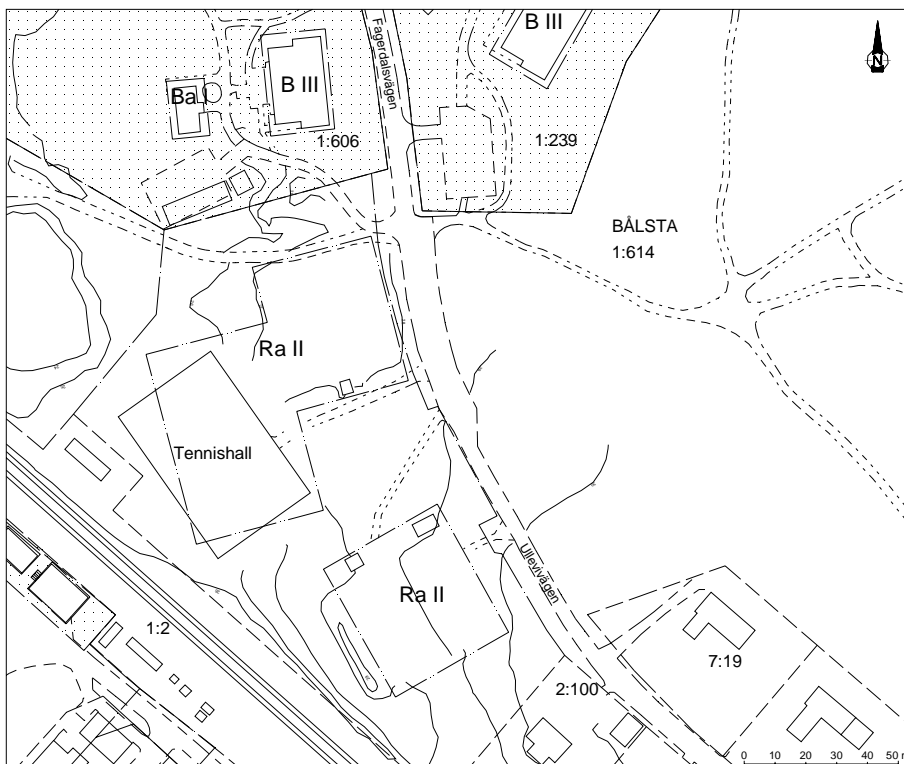 B III
Fagerdalsvägen
N
B III
Ba I
1:606
1:239
BÅLSTA
1:614
Ra II
Tennishall
Ullevivägen
Ra II
1:2
7:19
2:100
0 10 20 30 40 50